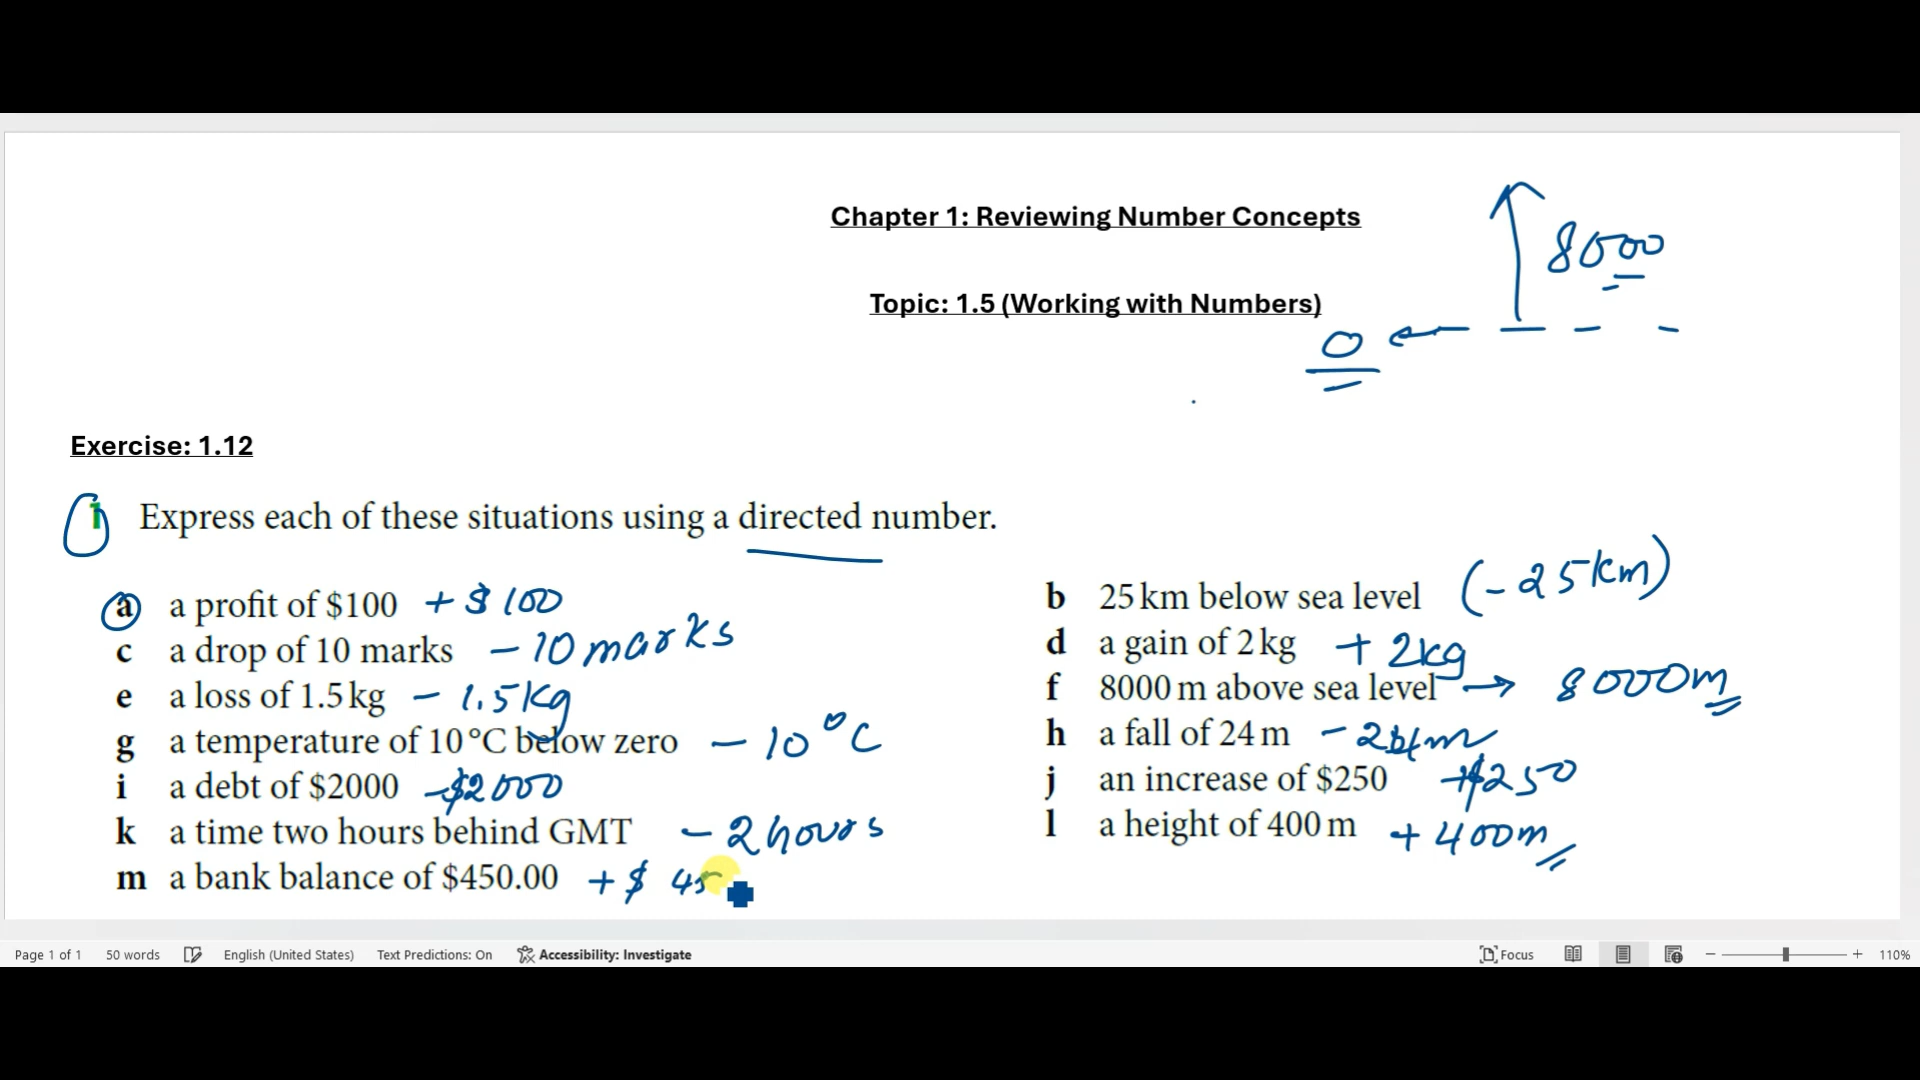 Chapter 1: Reviewing Number Concepts
8000
Topic: 1.5 (Working with Numbers)
0
Exercise: 1.12
1 Express each of these situations using a directed number.
a a profit of $100 + $100
b 25 km below sea level (-25km)
c a drop of 10 marks - 10 marks
d a gain of 2 kg + 2kg
e a loss of 1.5 kg - 1.5kg
f 8000 m above sea level → 8000m
g a temperature of 10 °C below zero - 10°C
h a fall of 24 m - 24m
i a debt of $2000 -$2000
j an increase of $250 +$250
k a time two hours behind GMT - 2 hours
l a height of 400 m + 400m
m a bank balance of $450.00 + $ 45
Page 1 of 1 50 words English (United States) Text Predictions: On Accessibility: Investigate Focus - + 110%